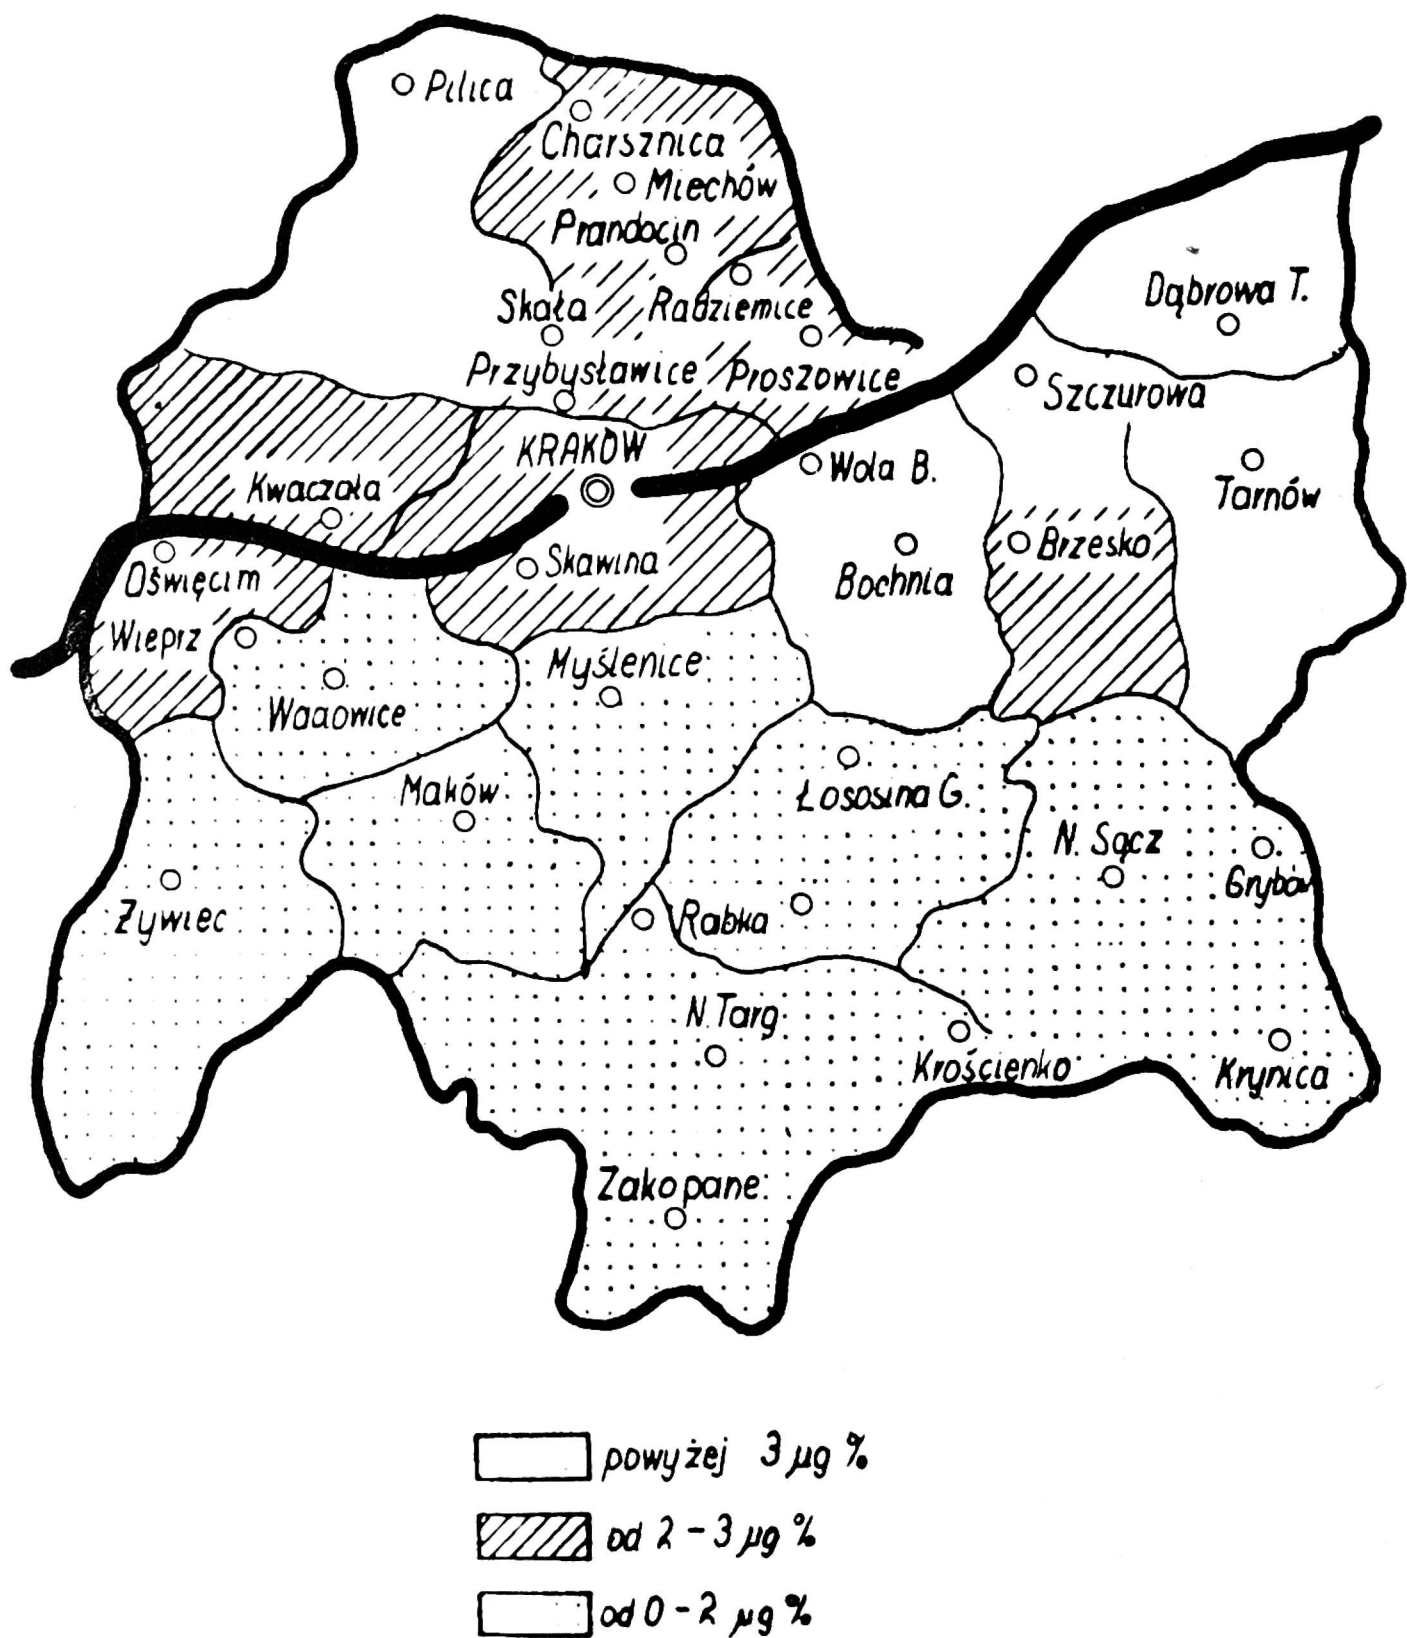 Pilica
Charsznica
Miechów
Prandocin
Dąbrowa T.
Skała
Radziemice
Przybysławice
Proszowice
Szczurowa
KRAKÓW
Wola B.
Kwaczała
Tarnów
Skawina
Brzesko
Oświęcim
Bochnia
Wieprz
Myślenice
Wadowice
Maków
Łososina G.
N. Sącz
Grybów
Żywiec
Rabka
N. Targ
Krościenko
Krynica
Zakopane
powyżej 3 µg %
od 2 - 3 µg %
od 0 - 2 µg %